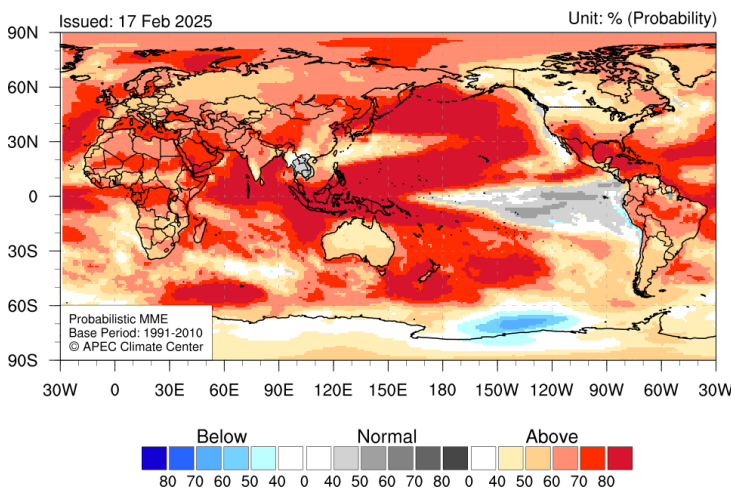 Issued: 17 Feb 2025
Unit: % (Probability)
90N
60N
30N
0
30S
60S
90S
Probabilistic MME
Base Period: 1991-2010
© APEC Climate Center
30W 0 30E 60E 90E 120E 150E 180 150W 120W 90W 60W 30W
Below Normal Above
80 70 60 50 40 0 40 50 60 70 80 0 40 50 60 70 80